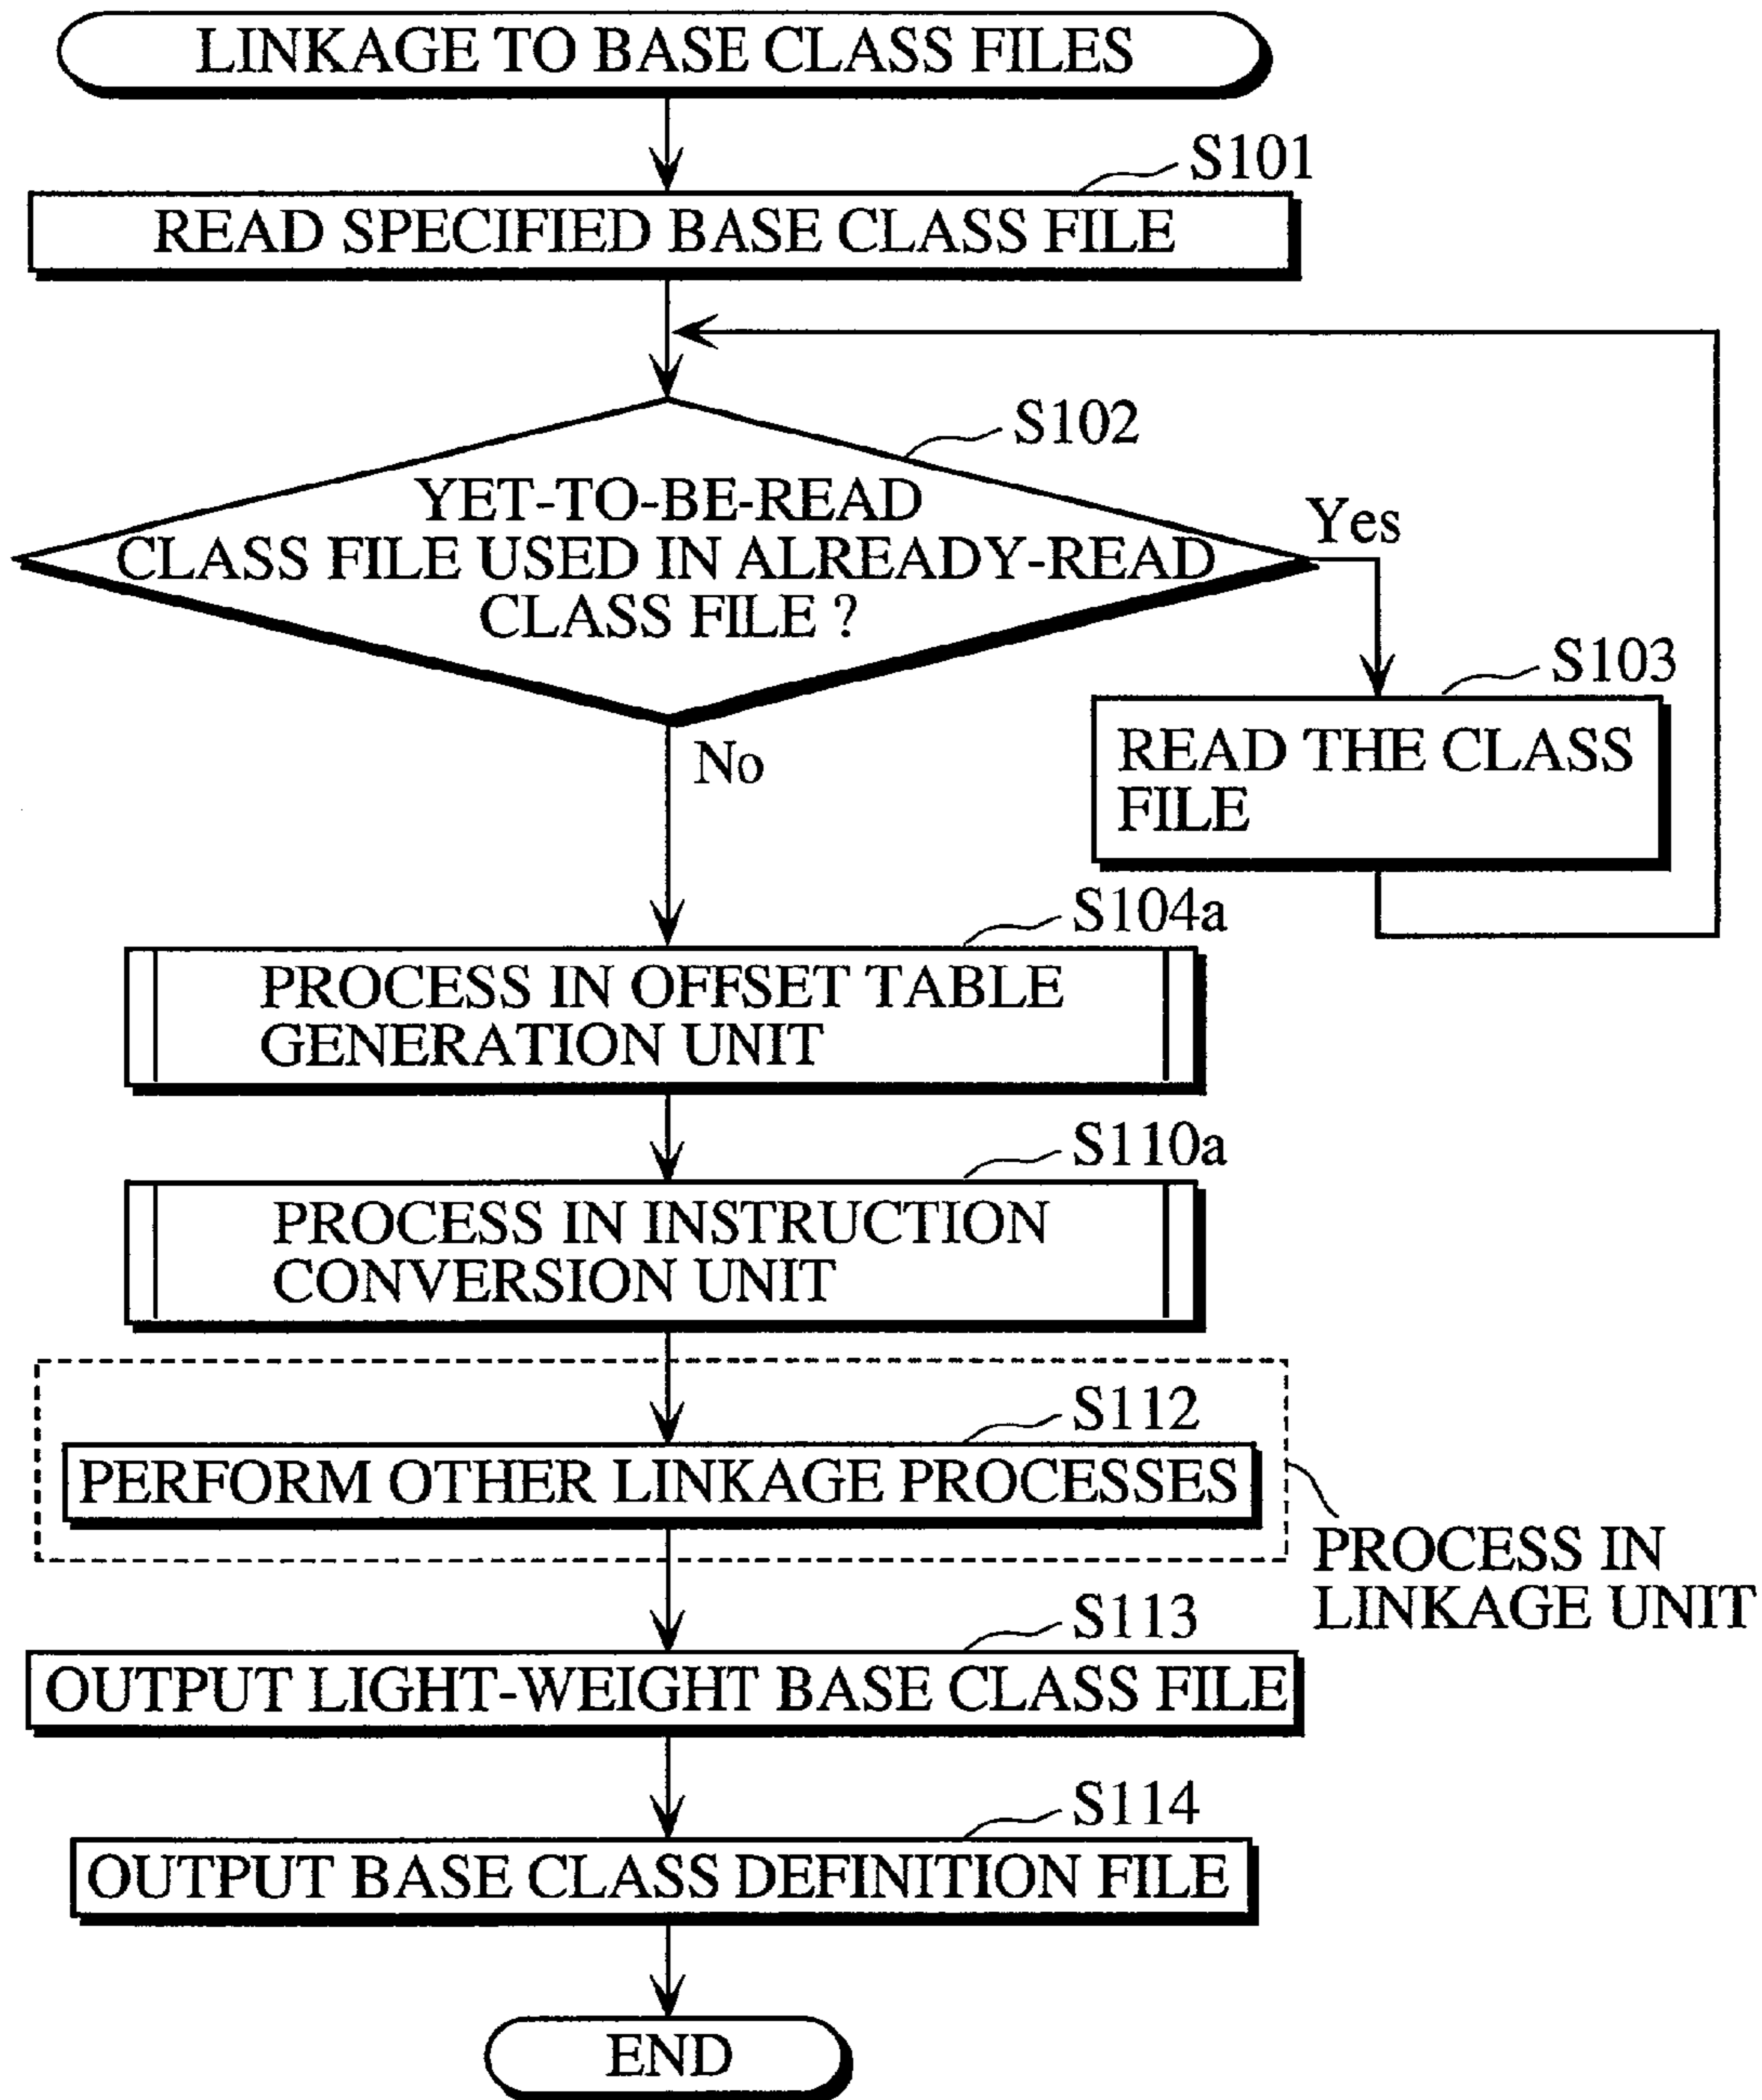 LINKAGE TO BASE CLASS FILES
S101
READ SPECIFIED BASE CLASS FILE
S102
YET-TO-BE-READ
CLASS FILE USED IN ALREADY-READ
CLASS FILE ?
Yes
S103
READ THE CLASS
FILE
No
S104a
PROCESS IN OFFSET TABLE
GENERATION UNIT
S110a
PROCESS IN INSTRUCTION
CONVERSION UNIT
S112
PERFORM OTHER LINKAGE PROCESSES
PROCESS IN
LINKAGE UNIT
S113
OUTPUT LIGHT-WEIGHT BASE CLASS FILE
S114
OUTPUT BASE CLASS DEFINITION FILE
END